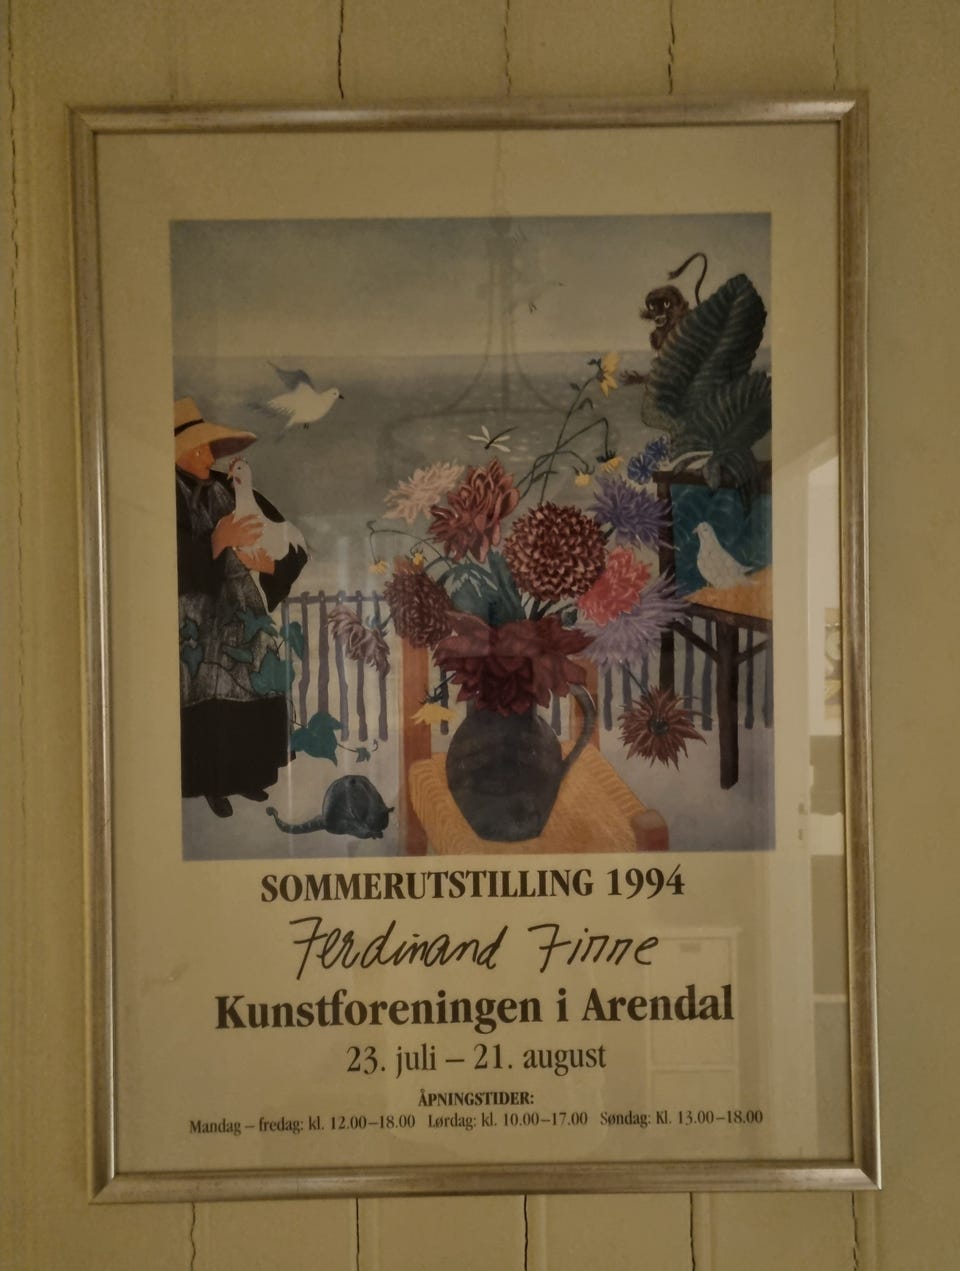 SOMMERUTSTILLING 1994
Ferdinand Finne
Kunstforeningen i Arendal
23. juli – 21. august
ÅPNINGSTIDER:
Mandag – fredag: kl. 12.00–18.00 Lørdag: kl. 10.00–17.00 Søndag: Kl. 13.00–18.00